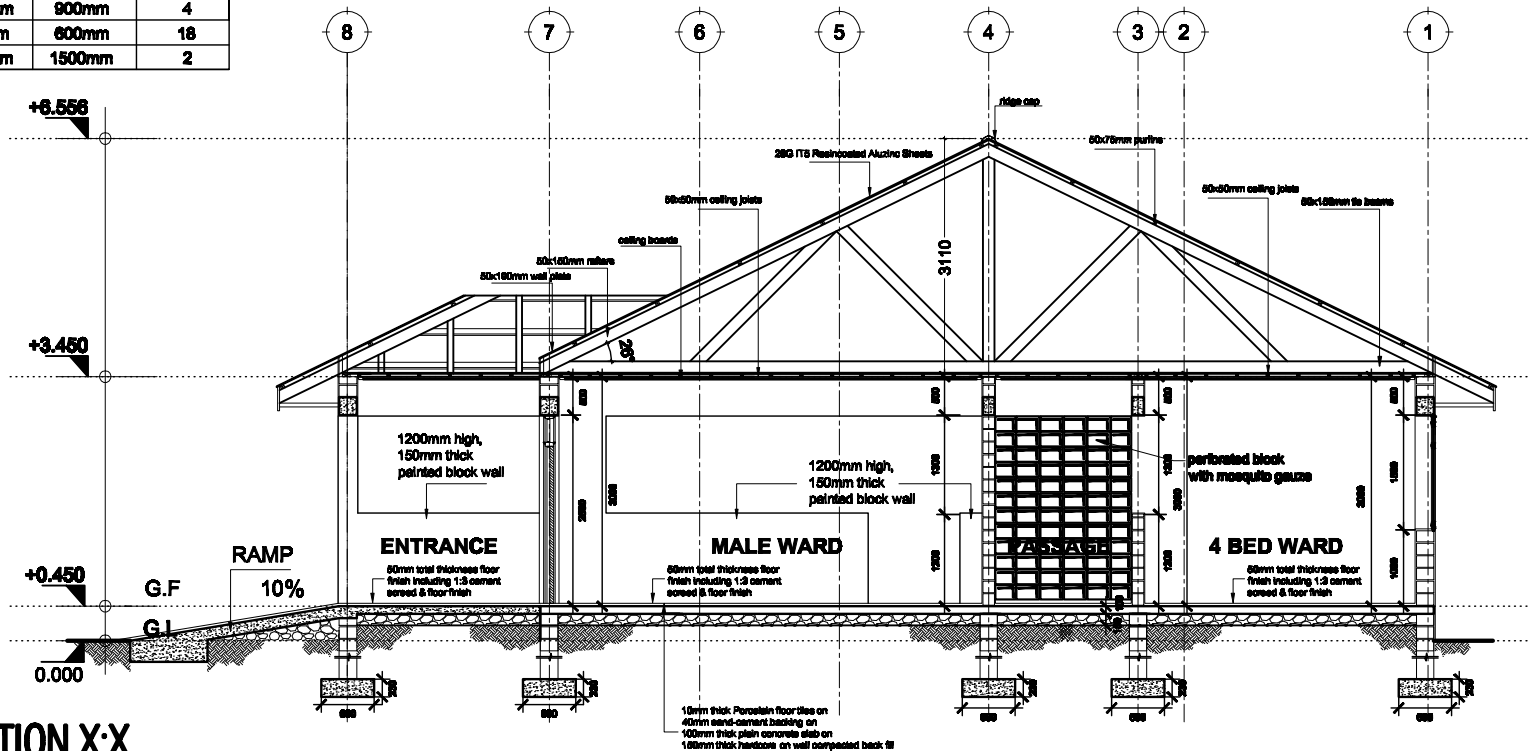 900mm 4
600mm 18
1500mm 2
8 7 6 5 4 3 2 1
+6.556
ridge cap
28G IT5 Resincoated Aluzinc Sheets
50x75mm purlins
50x50mm ceiling joists
50x50mm ceiling joists
50x150mm tie beams
ceiling boards
50x150mm rafters
50x100mm wall plate
3110
26°
+3.450
1200mm high,
150mm thick
painted block wall
1200mm high,
150mm thick
painted block wall
perforated block
with mosquito gauze
ENTRANCE
MALE WARD
PASSAGE
4 BED WARD
RAMP
10%
+0.450
G.F
G.L
0.000
50mm total thickness floor
finish including 1:3 cement
screed & floor finish
50mm total thickness floor
finish including 1:3 cement
screed & floor finish
50mm total thickness floor
finish including 1:3 cement
screed & floor finish
1200
1200
10mm thick Porcelain floor tiles on
40mm sand-cement backing on
100mm thick plain concrete slab on
150mm thick hardcore on well compacted back fill
TION X-X